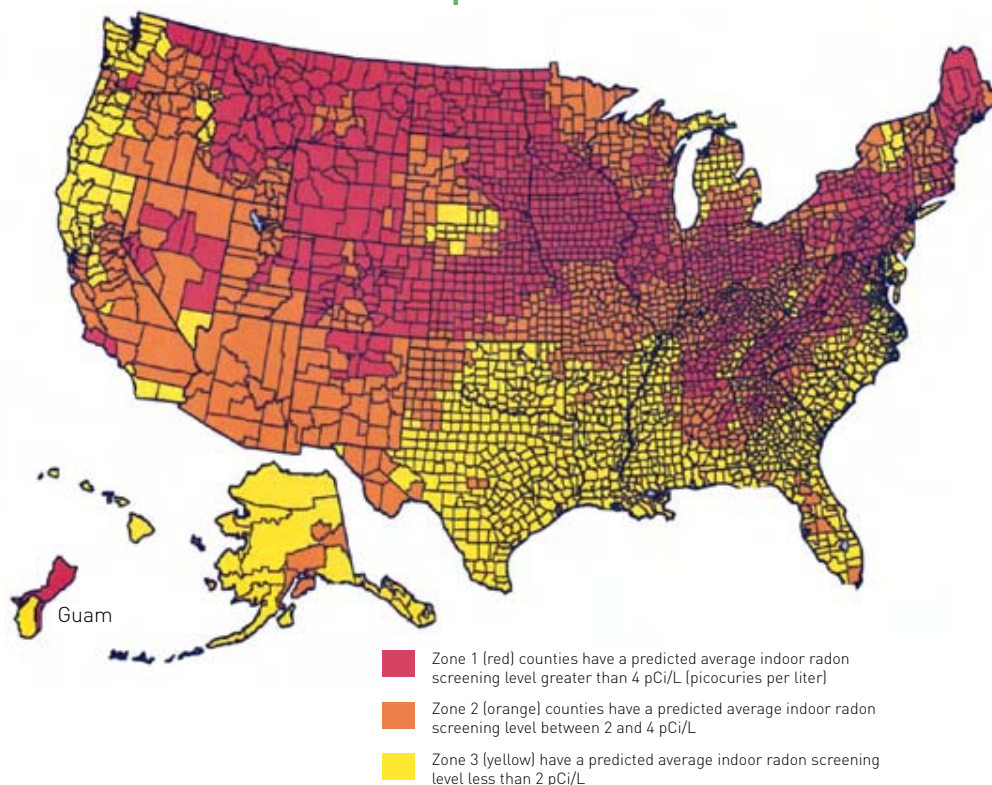 Guam
Zone 1 (red) counties have a predicted average indoor radon
screening level greater than 4 pCi/L (picocuries per liter)
Zone 2 (orange) counties have a predicted average indoor radon
screening level between 2 and 4 pCi/L
Zone 3 (yellow) have a predicted average indoor radon screening
level less than 2 pCi/L